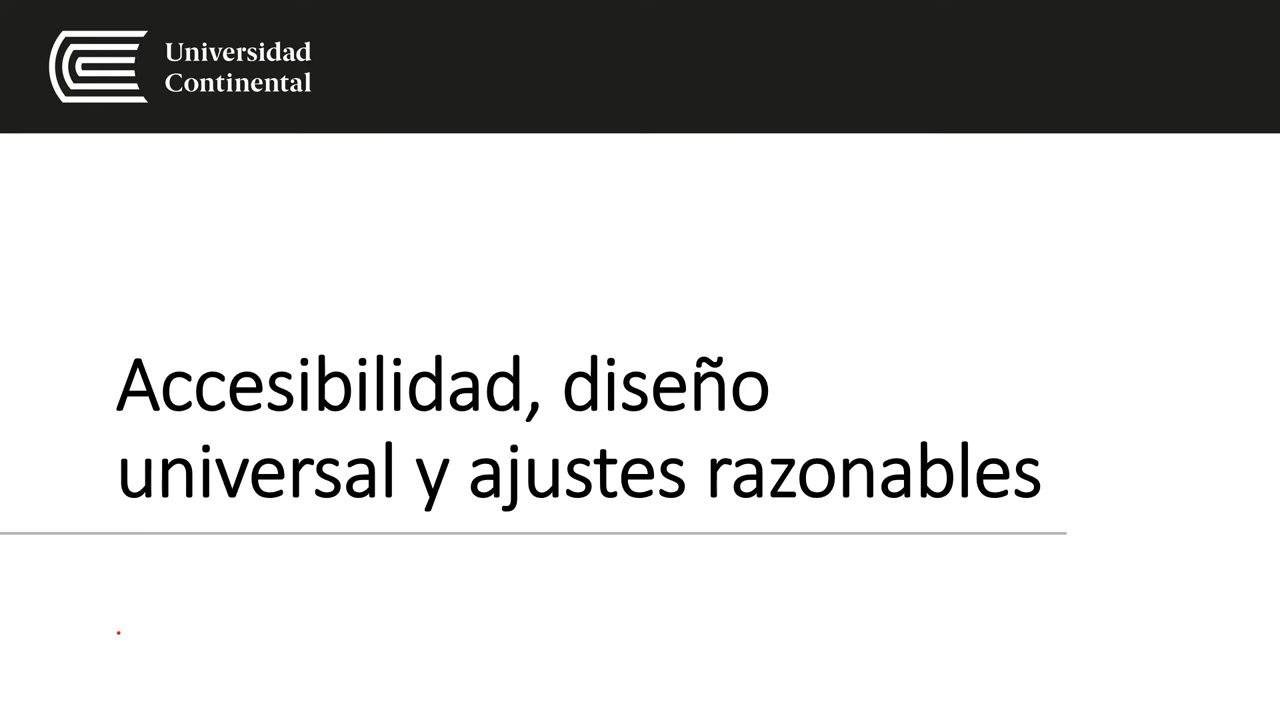 Universidad
Continental
Accesibilidad, diseño
universal y ajustes razonables
.